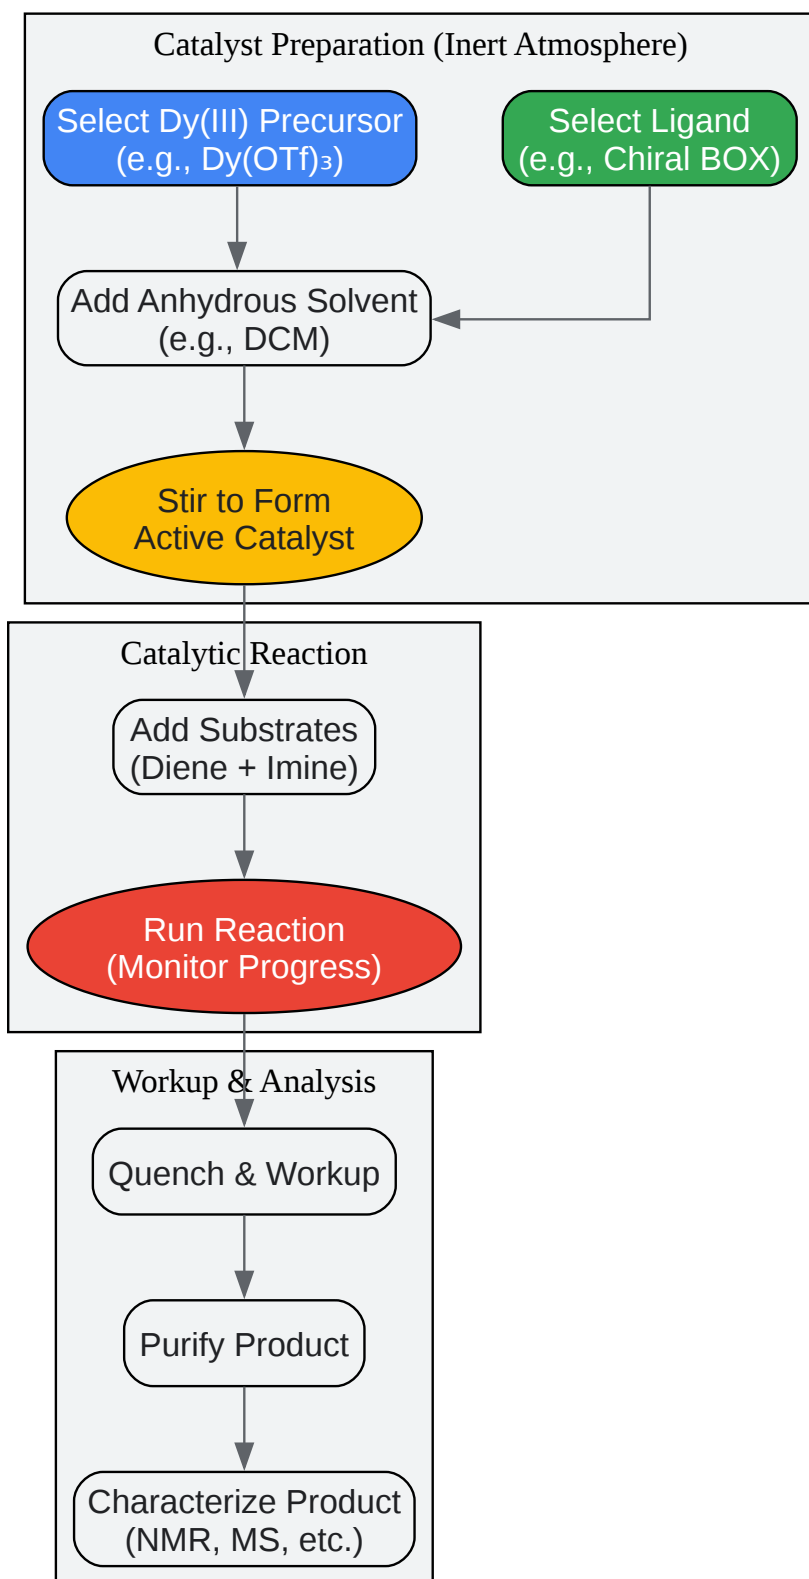 Catalyst Preparation (Inert Atmosphere)
Select Dy(III) Precursor
(e.g., Dy(OTf)₃)
Select Ligand
(e.g., Chiral BOX)
Add Anhydrous Solvent
(e.g., DCM)
Stir to Form
Active Catalyst
Catalytic Reaction
Add Substrates
(Diene + Imine)
Run Reaction
(Monitor Progress)
Workup & Analysis
Quench & Workup
Purify Product
Characterize Product
(NMR, MS, etc.)